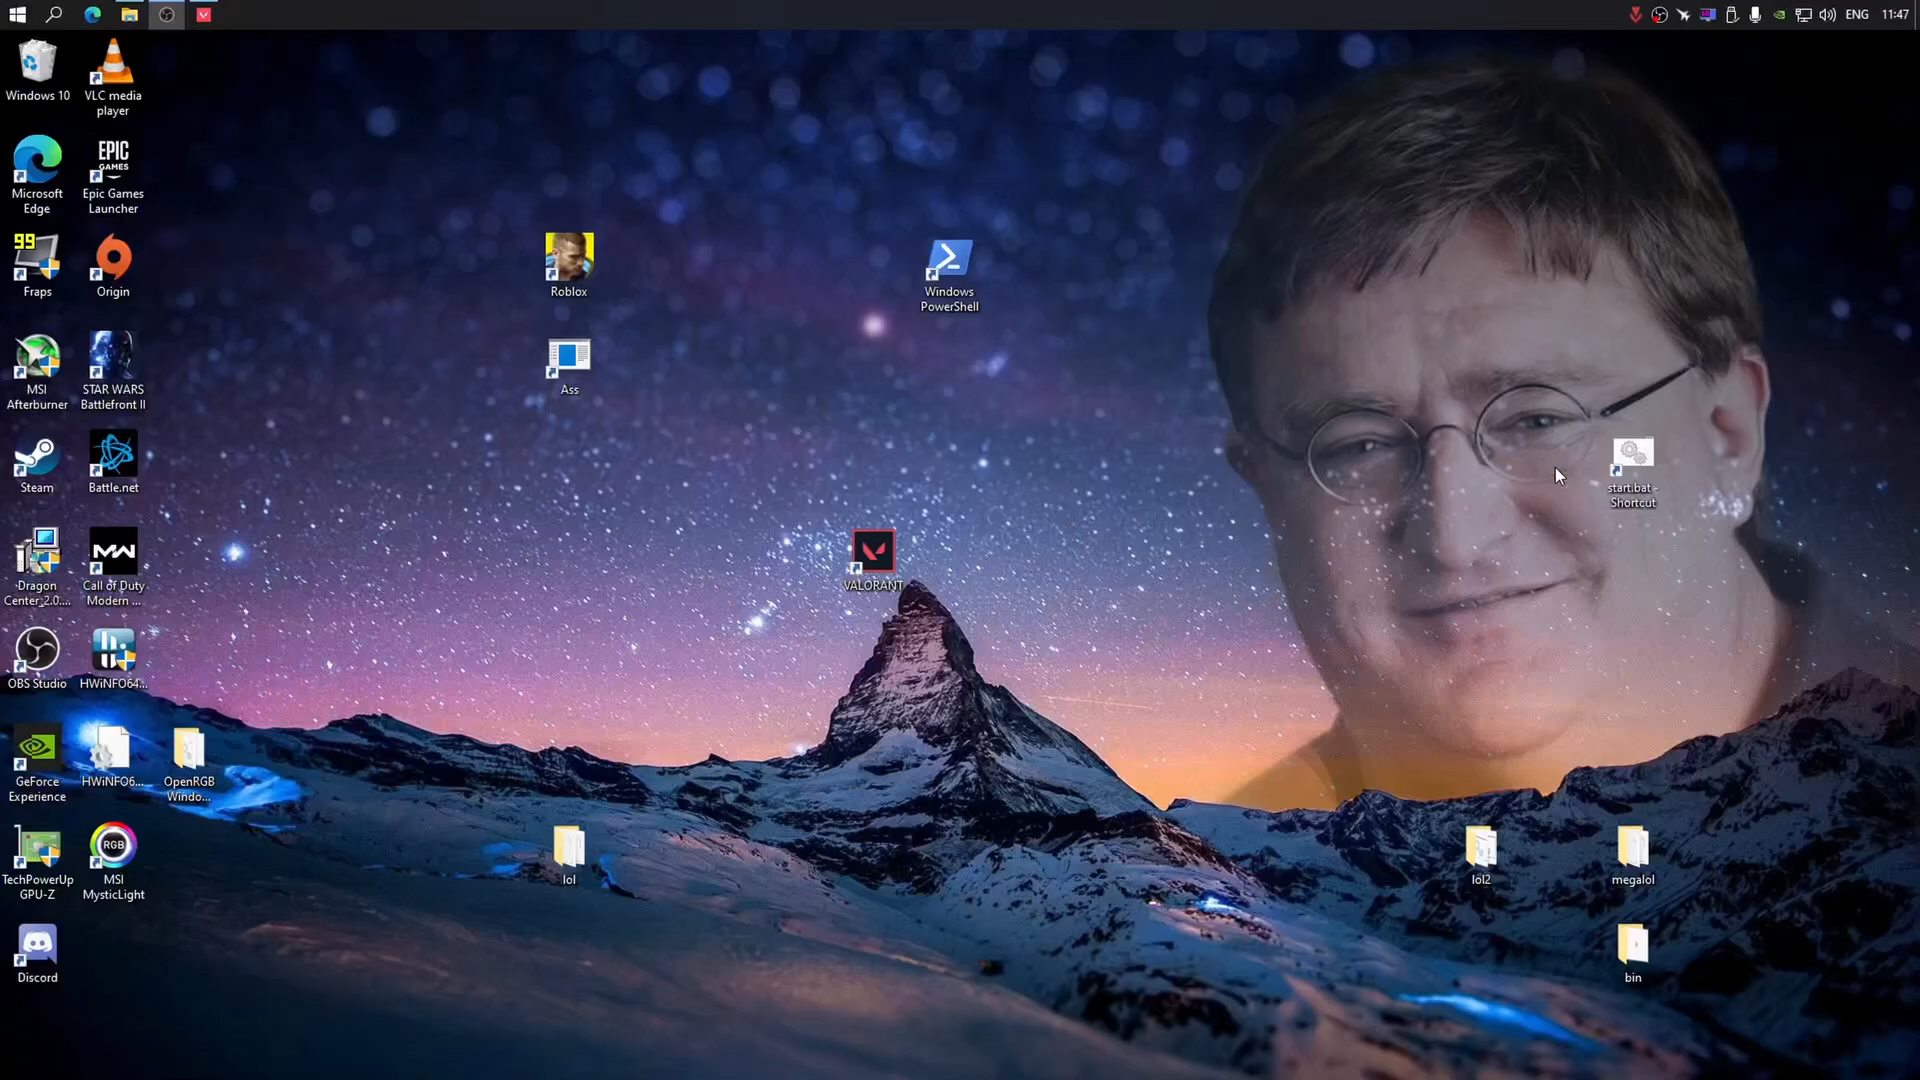 ENG 11:47
Windows 10
VLC media
player
EPIC
GAMES
Microsoft
Edge
Epic Games
Launcher
99
Fraps
Origin
Roblox
Windows
PowerShell
MSI
Afterburner
STAR WARS
Battlefront II
Ass
Steam
Battle.net
start.bat -
Shortcut
Dragon
Center_2.0....
MW
Call of Duty
Modern ...
VALORANT
OBS Studio
HWiNFO64...
GeForce
Experience
HWiNFO6...
OpenRGB
Windo...
TechPowerUp
GPU-Z
RGB
MSI
MysticLight
lol
lol2
megalol
Discord
bin